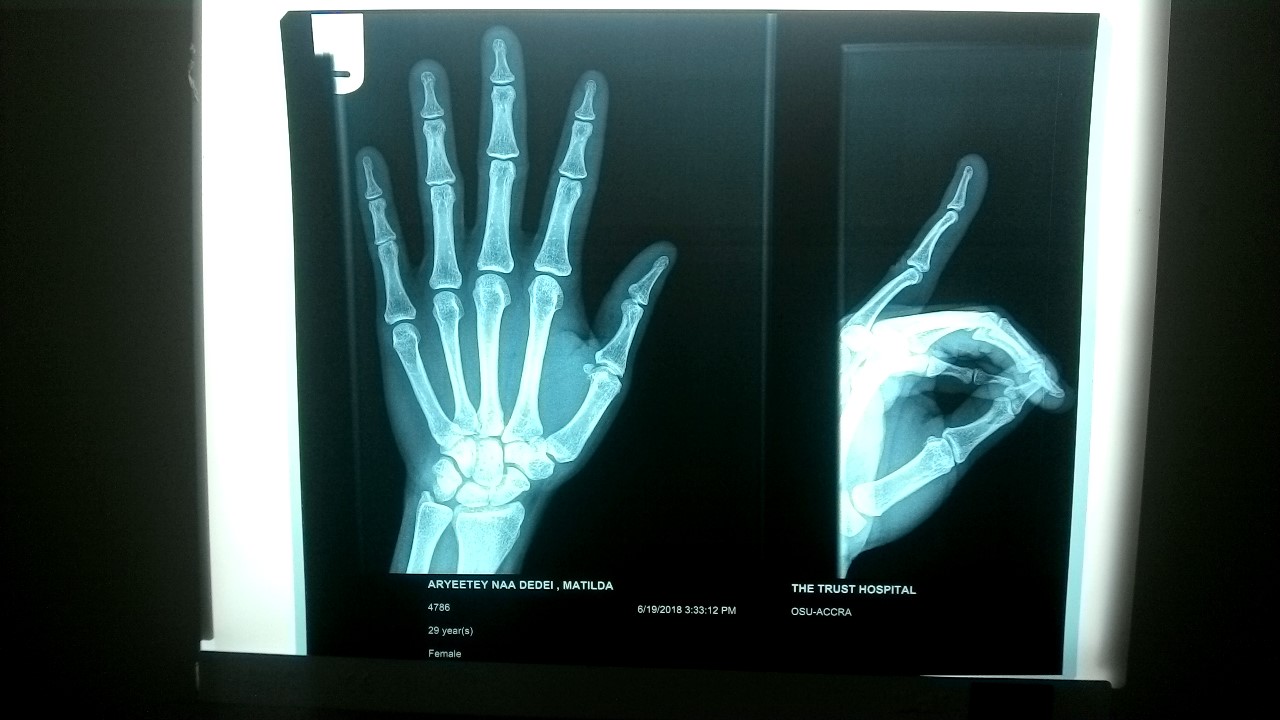 ARYEETEY NAA DEDEI , MATILDA
4786
6/19/2018 3:33:12 PM
29 year(s)
Female
THE TRUST HOSPITAL
OSU-ACCRA